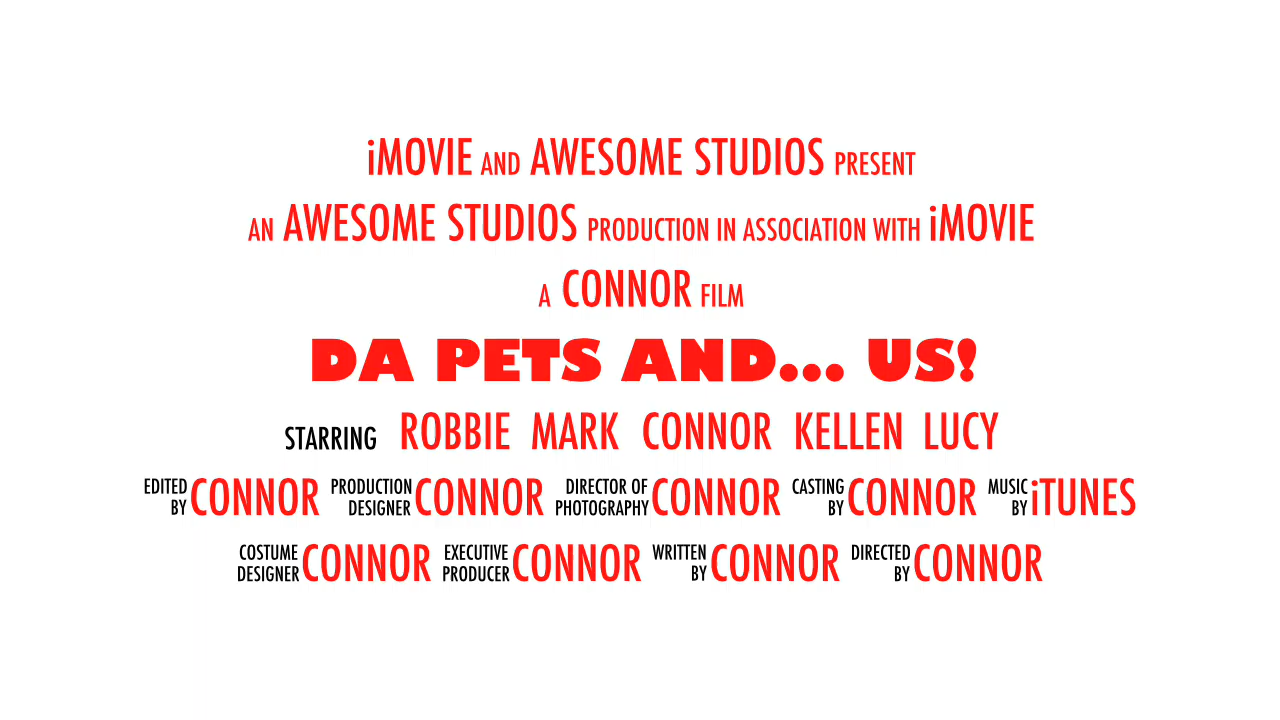 iMOVIE AND AWESOME STUDIOS PRESENT
AN AWESOME STUDIOS PRODUCTION IN ASSOCIATION WITH iMOVIE
A CONNOR FILM
DA PETS AND... US!
STARRING ROBBIE MARK CONNOR KELLEN LUCY
EDITED BY CONNOR PRODUCTION DESIGNER CONNOR DIRECTOR OF PHOTOGRAPHY CONNOR CASTING BY CONNOR MUSIC BY iTUNES
COSTUME DESIGNER CONNOR EXECUTIVE PRODUCER CONNOR WRITTEN BY CONNOR DIRECTED BY CONNOR